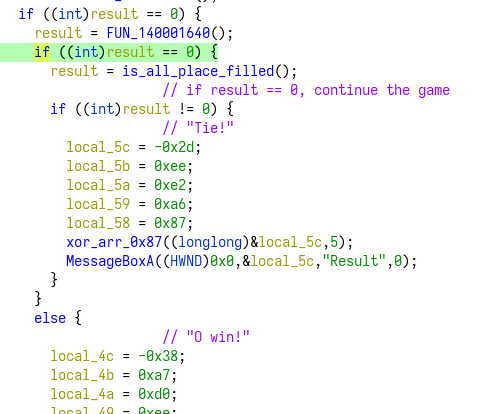 if ((int)result == 0) {
result = FUN_140001640();
if ((int)result == 0) {
result = is_all_place_filled();
// if result == 0, continue the game
if ((int)result != 0) {
// "Tie!"
local_5c = -0x2d;
local_5b = 0xee;
local_5a = 0xe2;
local_59 = 0xa6;
local_58 = 0x87;
xor_arr_0x87((longlong)&local_5c,5);
MessageBoxA((HWND)0x0,&local_5c,"Result",0);
}
}
else {
// "O win!"
local_4c = -0x38;
local_4b = 0xa7;
local_4a = 0xd0;
local_49 = 0xee;